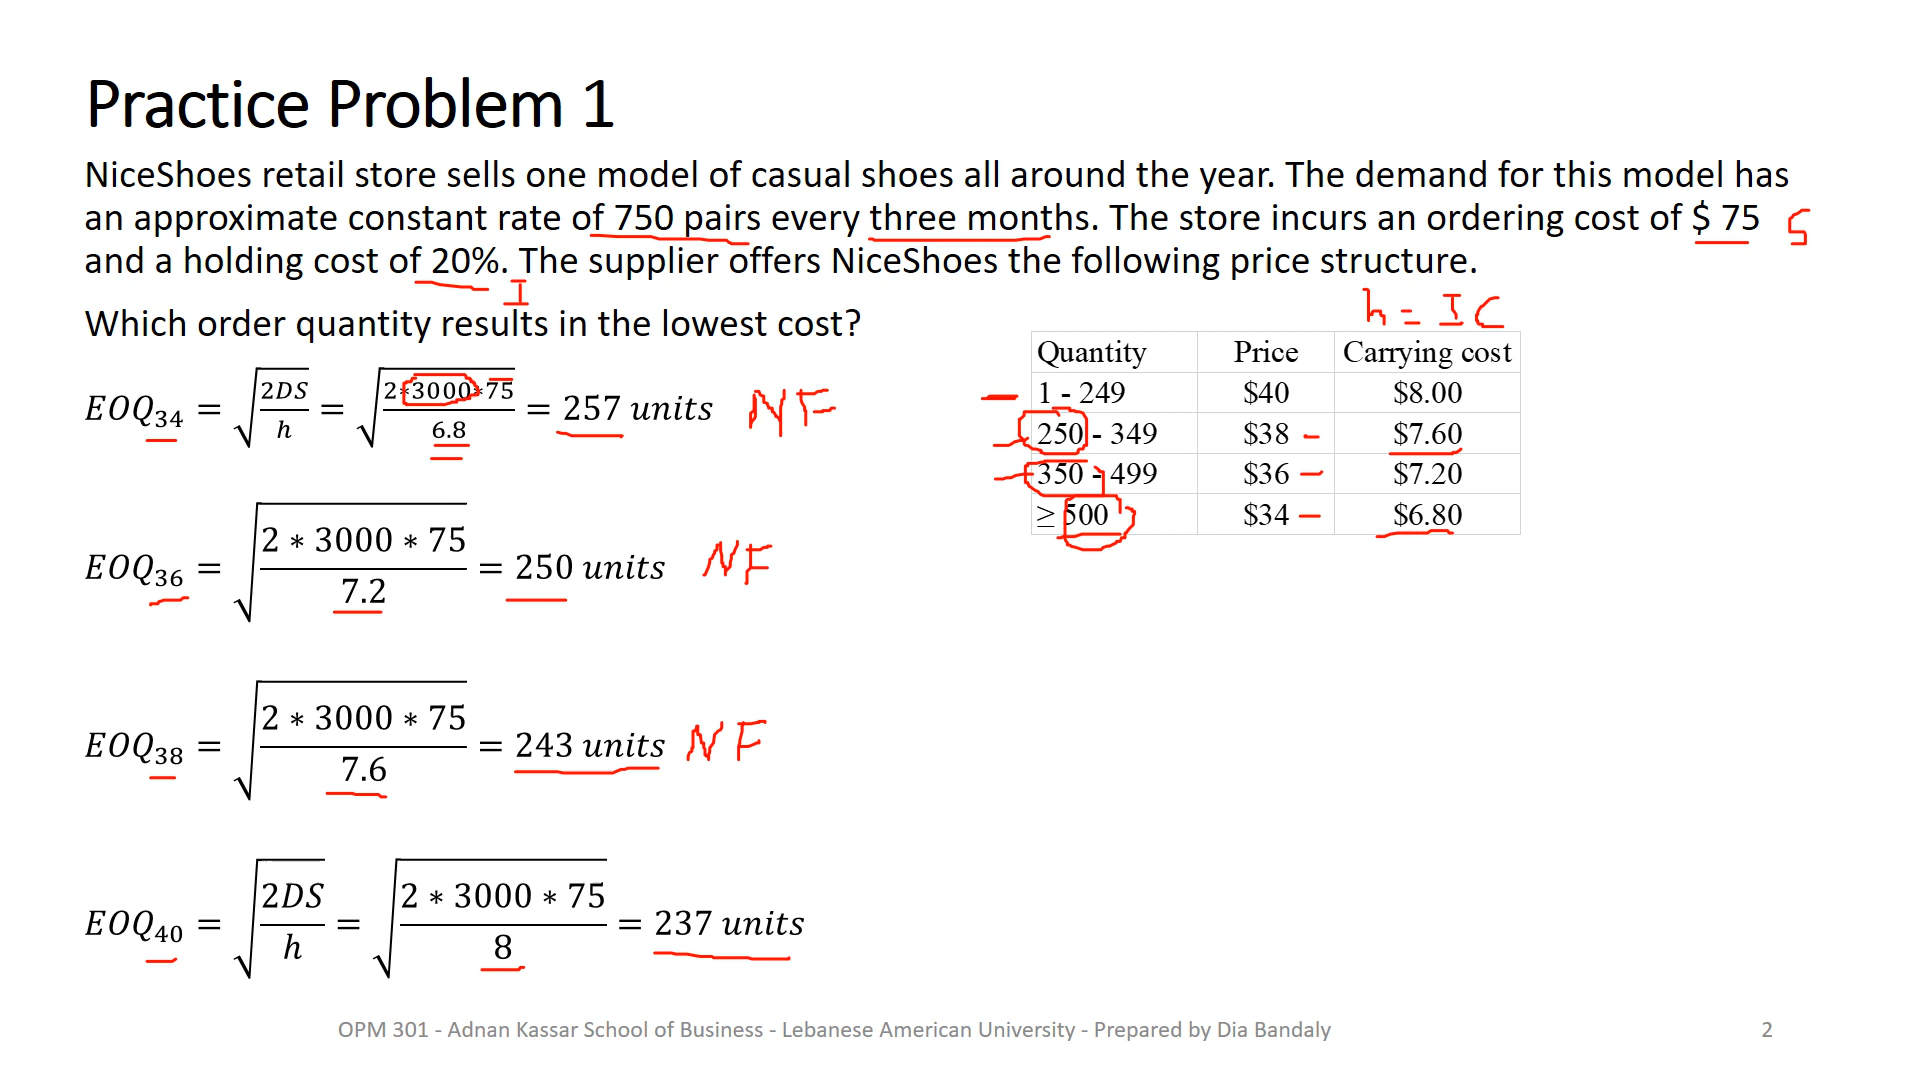 Practice Problem 1
NiceShoes retail store sells one model of casual shoes all around the year. The demand for this model has
an approximate constant rate of 750 pairs every three months. The store incurs an ordering cost of $ 75 S
and a holding cost of 20%. The supplier offers NiceShoes the following price structure.
I
Which order quantity results in the lowest cost?
h = IC
Quantity Price Carrying cost
1 - 249 $40 $8.00
250 - 349 $38 $7.60
350 - 499 $36 $7.20
≥ 500 $34 $6.80
EOQ₃₄ = √(2DS/h) = √(2*3000*75/6.8) = 257 units NF
EOQ₃₆ = √(2 * 3000 * 75/7.2) = 250 units NF
EOQ₃₈ = √(2 * 3000 * 75/7.6) = 243 units NF
EOQ₄₀ = √(2DS/h) = √(2 * 3000 * 75/8) = 237 units
OPM 301 - Adnan Kassar School of Business - Lebanese American University - Prepared by Dia Bandaly 2